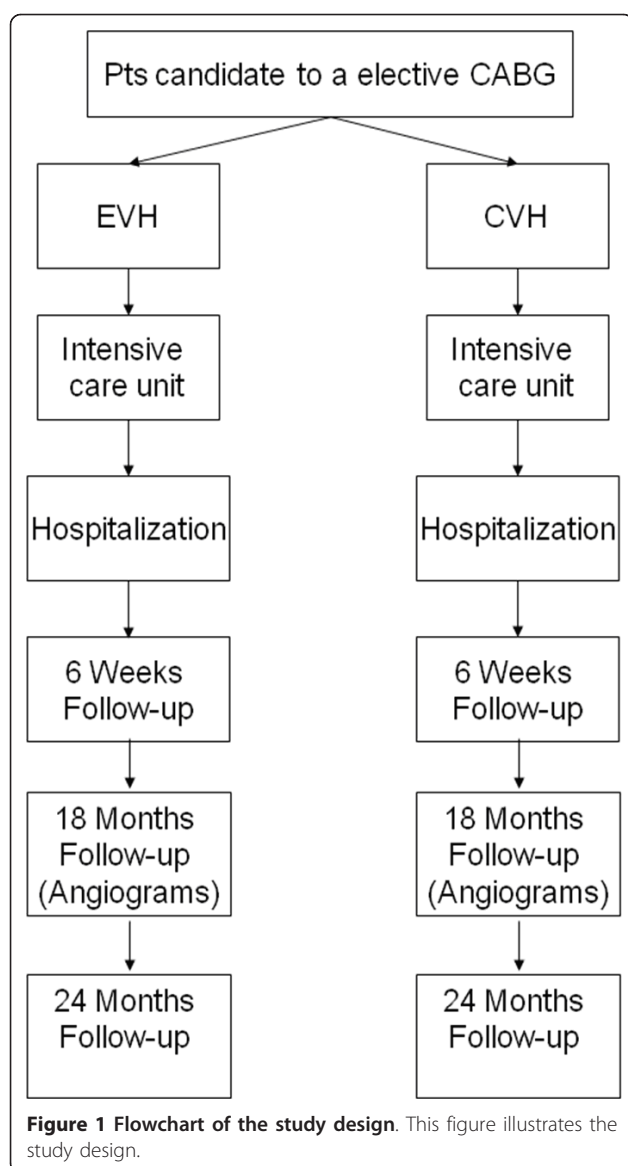 Pts candidate to a elective CABG
EVH
CVH
Intensive
care unit
Intensive
care unit
Hospitalization
Hospitalization
6 Weeks
Follow-up
6 Weeks
Follow-up
18 Months
Follow-up
(Angiograms)
18 Months
Follow-up
(Angiograms)
24 Months
Follow-up
24 Months
Follow-up
Figure 1 Flowchart of the study design. This figure illustrates the
study design.